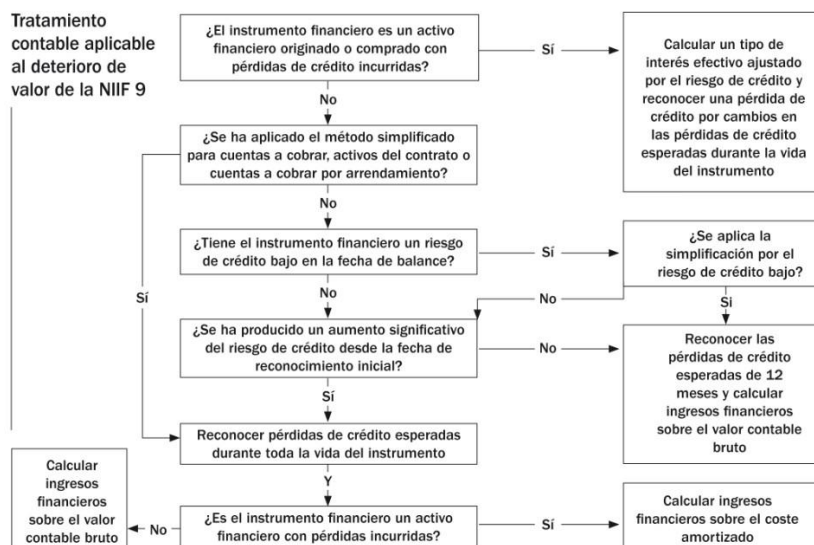 Tratamiento
contable aplicable
al deterioro de
valor de la NIIF 9
¿El instrumento financiero es un activo
financiero originado o comprado con
pérdidas de crédito incurridas?
Sí
Calcular un tipo de
interés efectivo ajustado
por el riesgo de crédito y
reconocer una pérdida de
crédito por cambios en
las pérdidas de crédito
esperadas durante la vida
del instrumento
No
¿Se ha aplicado el método simplificado
para cuentas a cobrar, activos del contrato o
cuentas a cobrar por arrendamiento?
No
¿Tiene el instrumento financiero un riesgo
de crédito bajo en la fecha de balance?
Sí
¿Se aplica la
simplificación por el
riesgo de crédito bajo?
Sí
No
No
Si
¿Se ha producido un aumento significativo
del riesgo de crédito desde la fecha de
reconocimiento inicial?
No
Reconocer las
pérdidas de crédito
esperadas de 12
meses y calcular
ingresos financieros
sobre el valor contable
bruto
Sí
Reconocer pérdidas de crédito esperadas
durante toda la vida del instrumento
Y
Calcular
ingresos
financieros
sobre el valor
contable bruto
No
¿Es el instrumento financiero un activo
financiero con pérdidas incurridas?
Sí
Calcular ingresos
financieros sobre el coste
amortizado